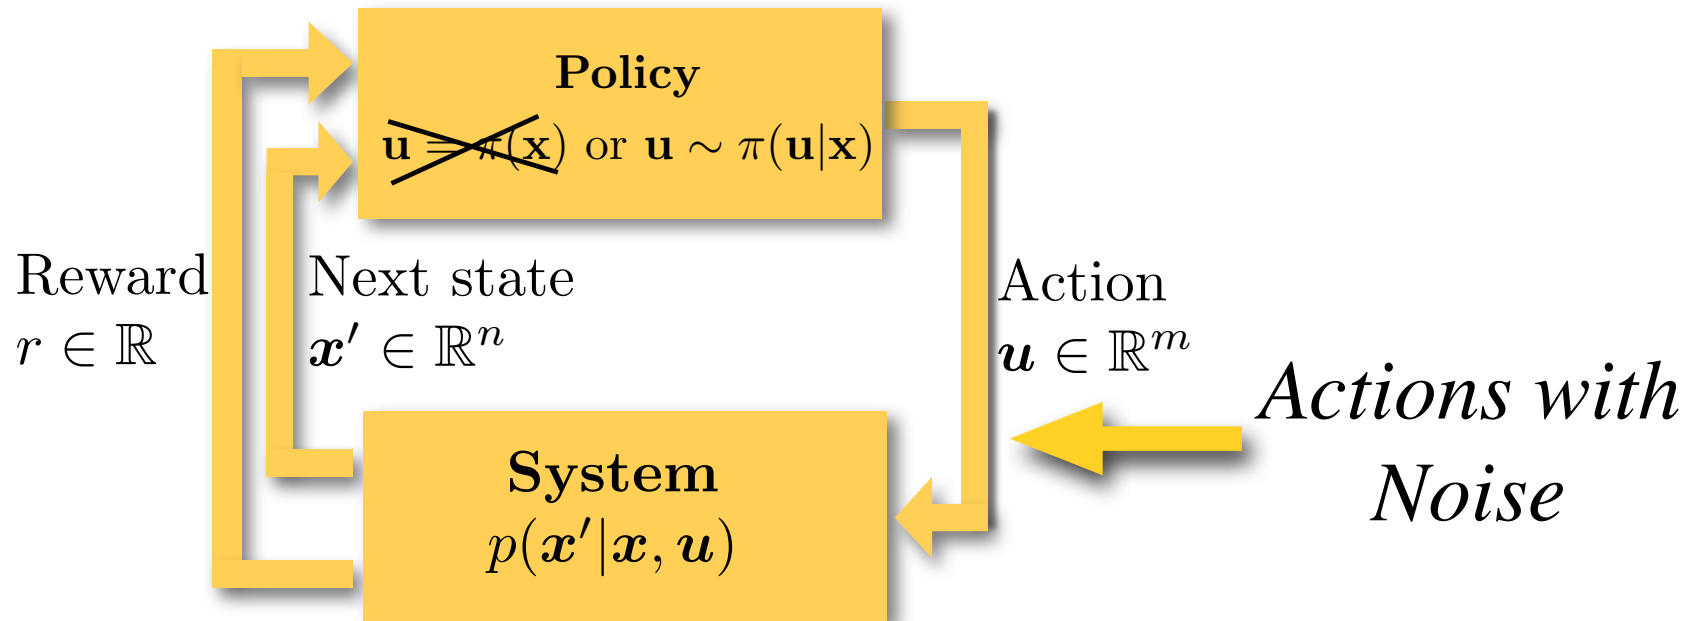 Policy
u = π(x) or u ∼ π(u|x)
Reward
r ∈ ℝ
Next state
x′ ∈ ℝⁿ
Action
u ∈ ℝᵐ
Actions with
Noise
System
p(x′|x, u)